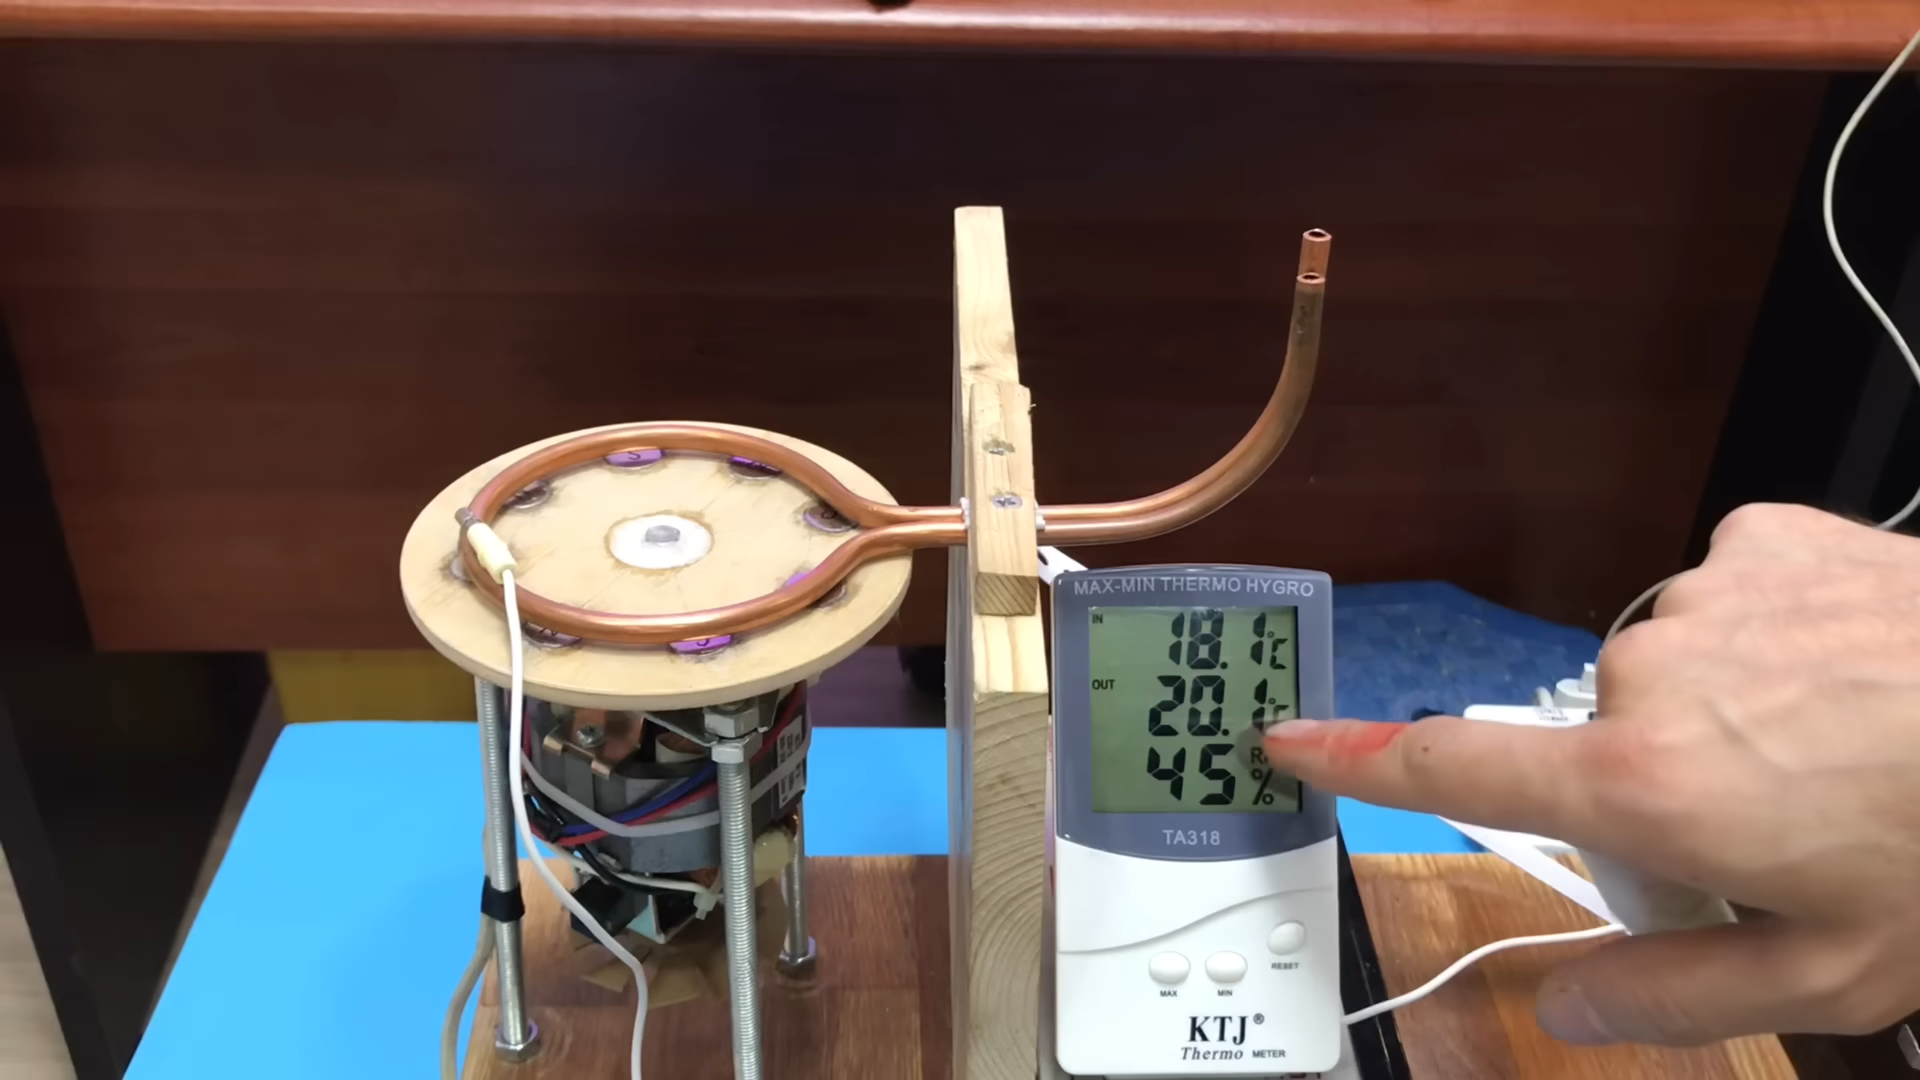 S
S
MAX-MIN THERMO HYGRO
IN
18.1°C
OUT
20.1°C
45 %
TA318
RESET
MAX
MIN
KTJ®
Thermo METER